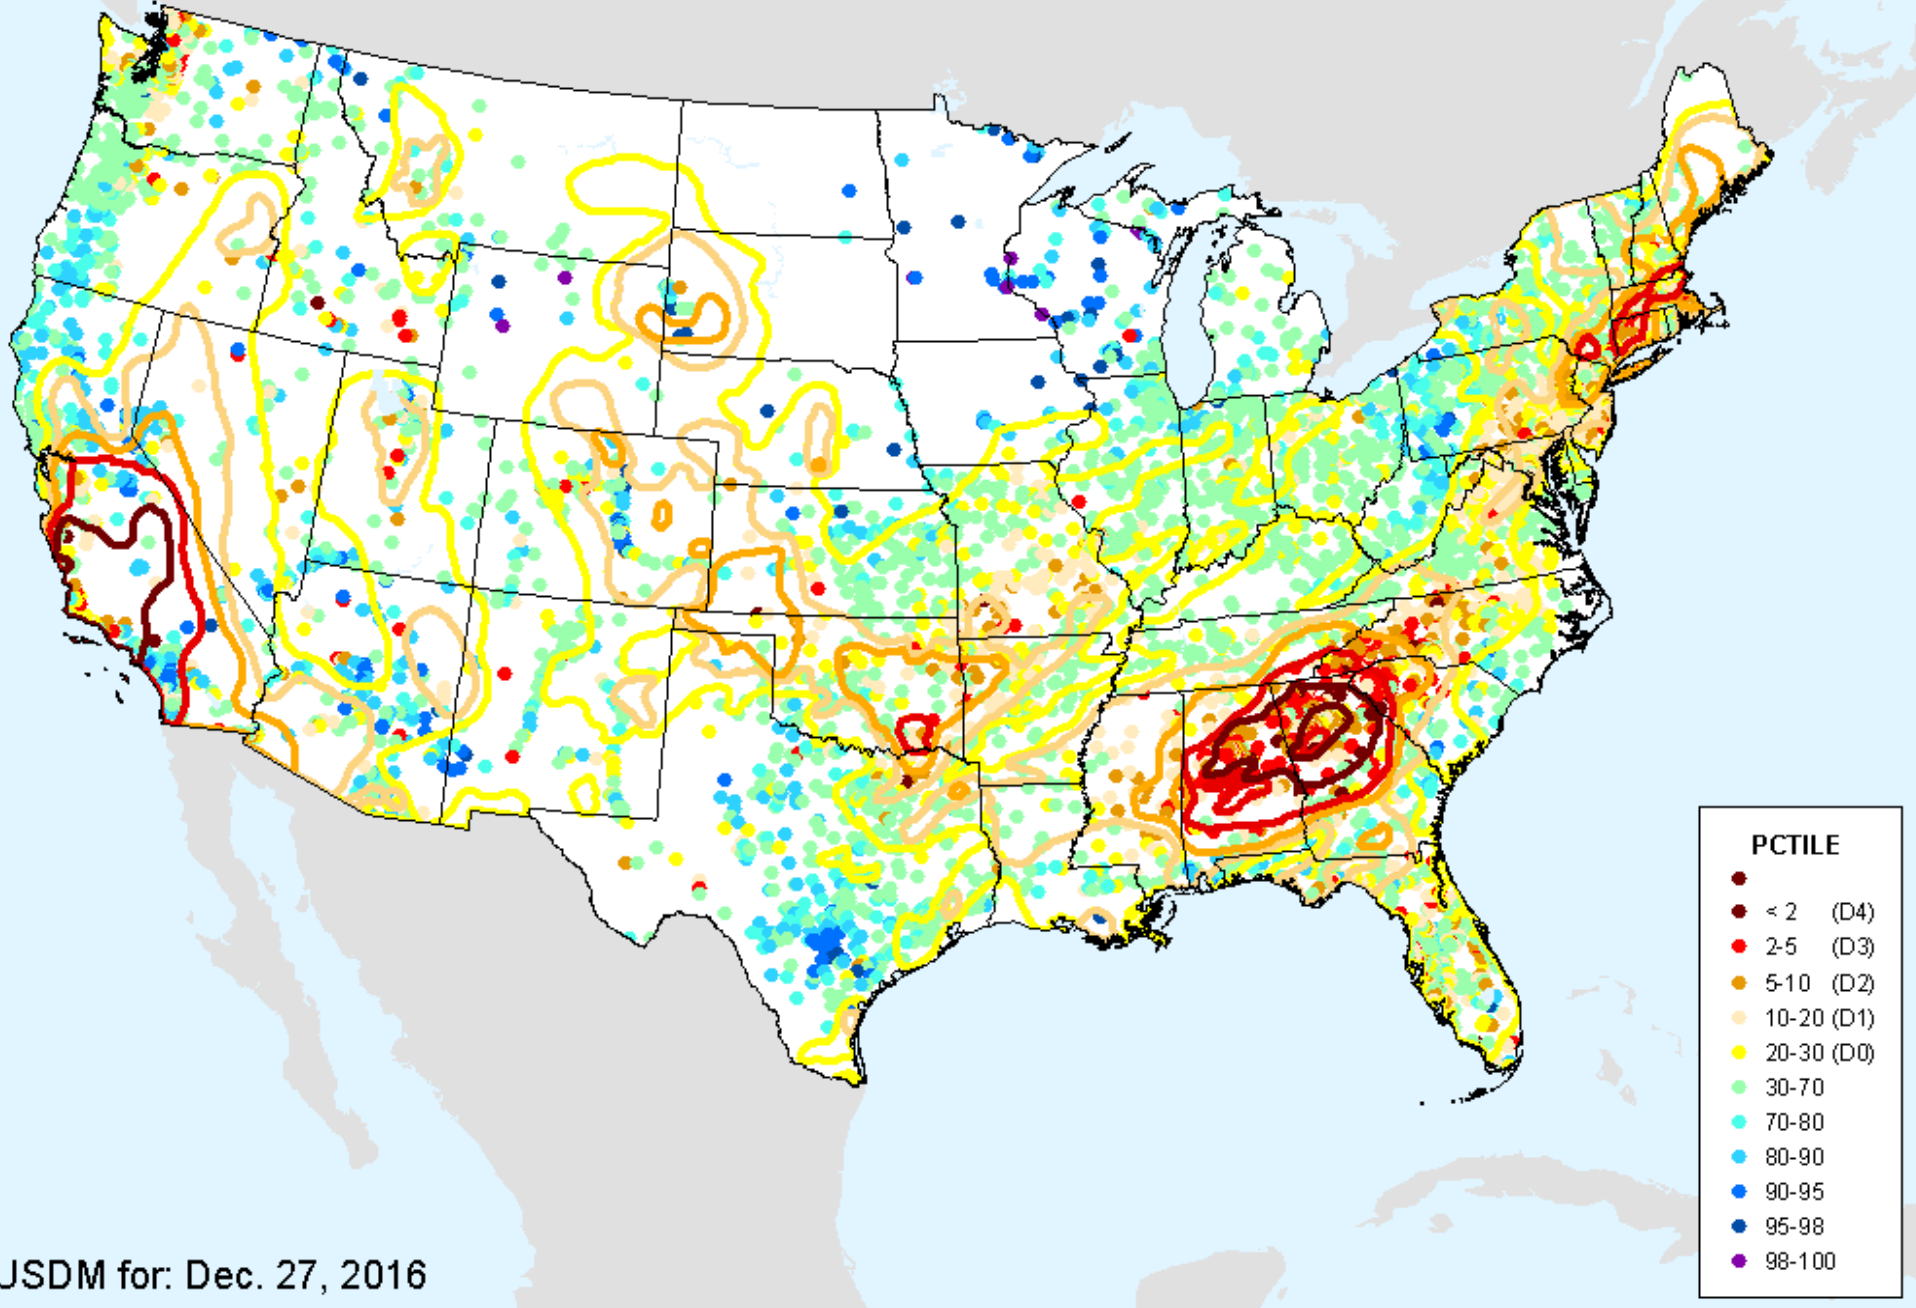 PCTILE
< 2 (D4)
2-5 (D3)
5-10 (D2)
10-20 (D1)
20-30 (D0)
30-70
70-80
80-90
90-95
95-98
98-100
USDM for: Dec. 27, 2016